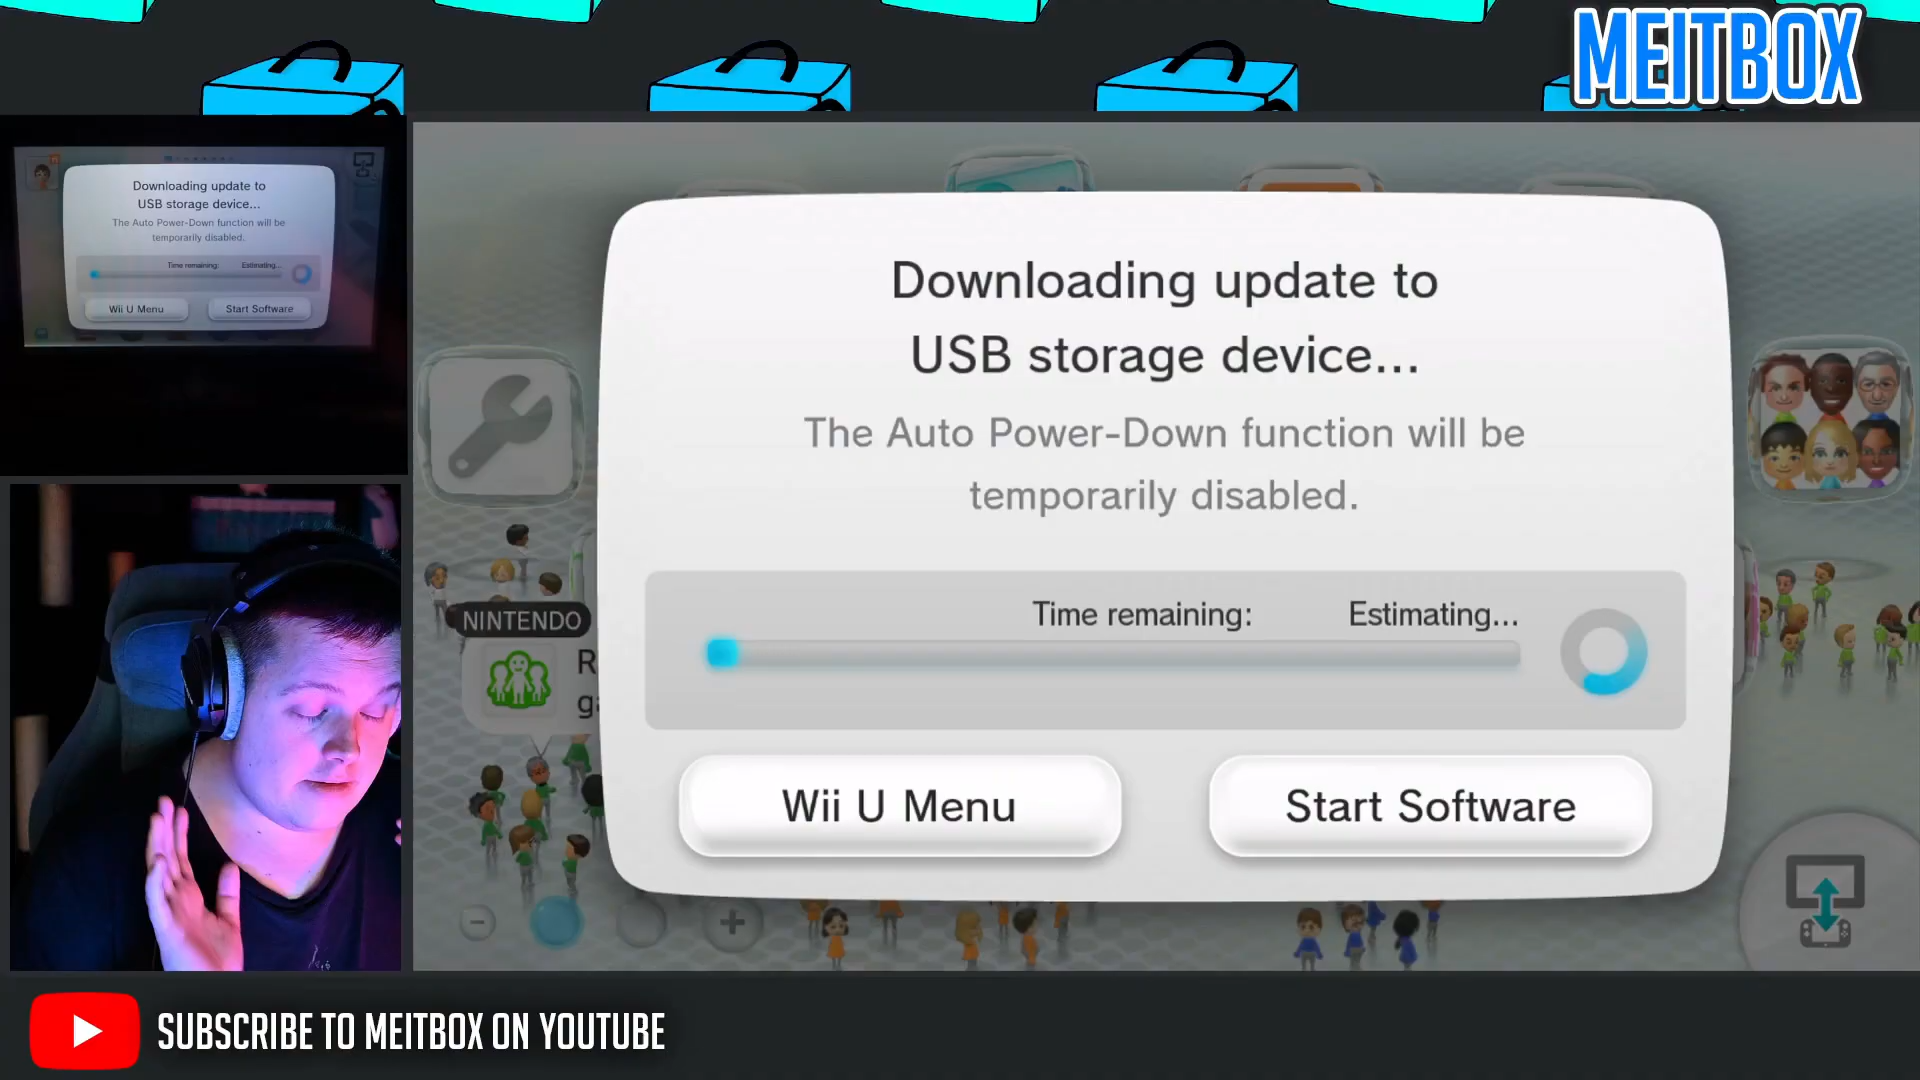 MEITBOX
Downloading update to
USB storage device...
The Auto Power-Down function will be
temporarily disabled.
Time remaining: Estimating...
Wii U Menu Start Software
Downloading update to
USB storage device...
The Auto Power-Down function will be
temporarily disabled.
Time remaining: Estimating...
NINTENDO
Wii U Menu Start Software
SUBSCRIBE TO MEITBOX ON YOUTUBE